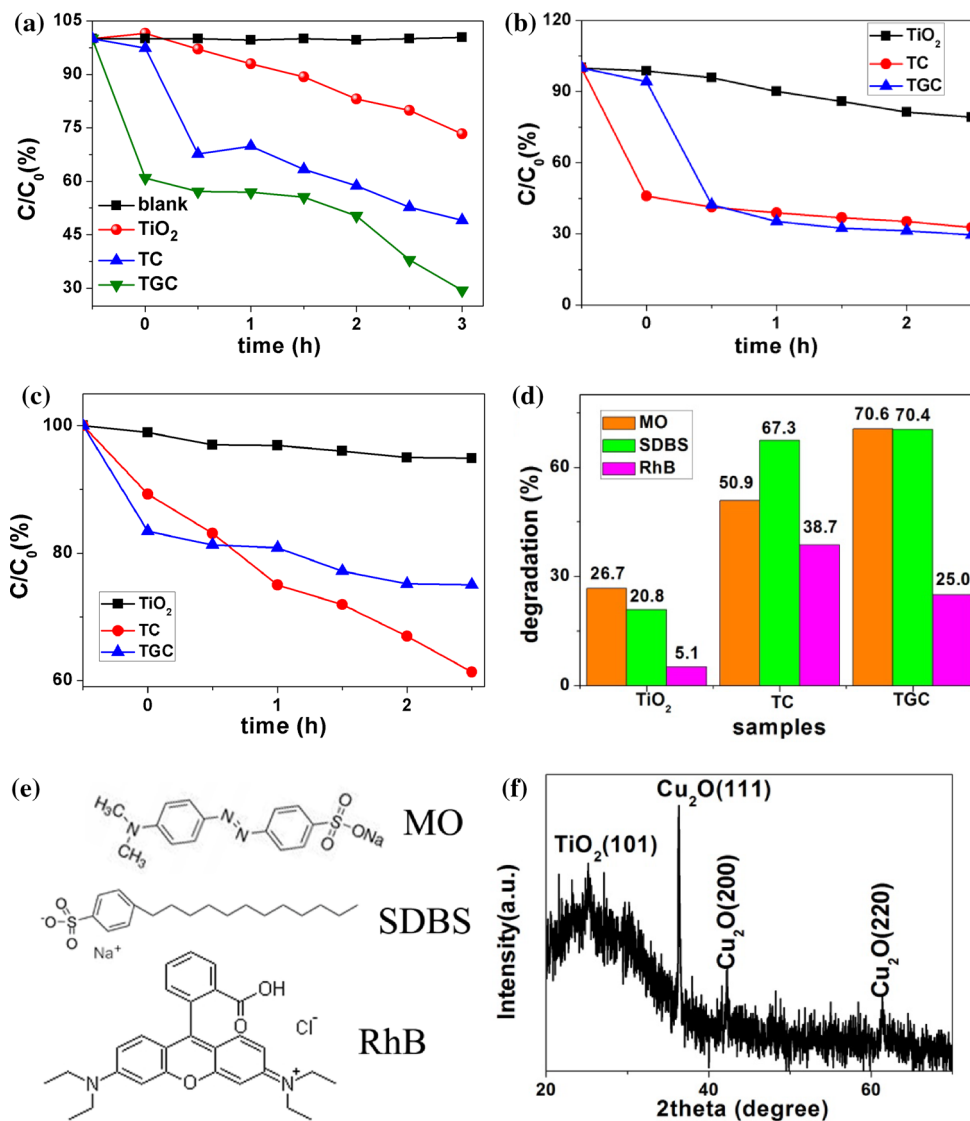 (a)
105
90
75
60
45
30
C/C₀(%)
blank
TiO₂
TC
TGC
0 1 2 3
time (h)
(b)
120
90
60
30
0
C/C₀(%)
TiO₂
TC
TGC
0 1 2
time (h)
(c)
100
80
60
C/C₀(%)
TiO₂
TC
TGC
0 1 2
time (h)
(d)
60
30
0
degradation (%)
MO
SDBS
RhB
26.7 20.8 5.1
50.9 67.3 38.7
70.6 70.4 25.0
TiO₂ TC TGC
samples
(e)
H₃C
N
CH₃
N
N
O
S
O
ONa
MO
⁻O
S
O
O
Na⁺
SDBS
OH
O
Cl⁻
N
O
N⁺
RhB
(f)
Intensity(a.u.)
TiO₂(101)
Cu₂O(111)
Cu₂O(200)
Cu₂O(220)
20 40 60
2theta (degree)